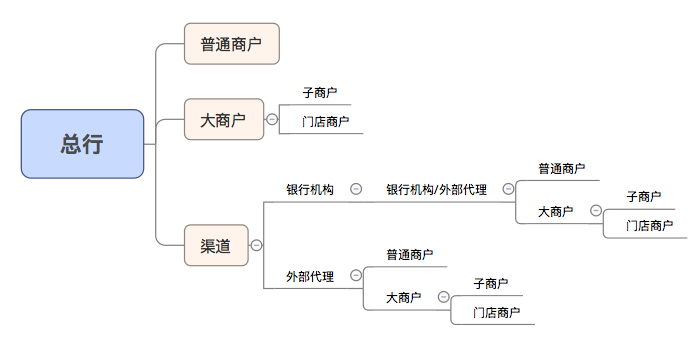 总行
普通商户
大商户
子商户
门店商户
渠道
银行机构
银行机构/外部代理
普通商户
大商户
子商户
门店商户
外部代理
普通商户
大商户
子商户
门店商户